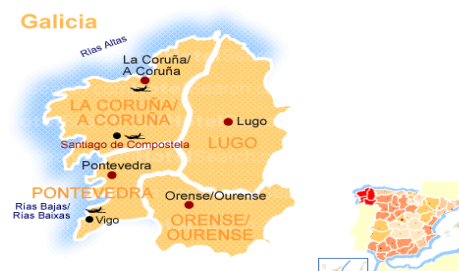 Galicia
Rías Altas
La Coruña/
A Coruña
LA CORUÑA/
A CORUÑA
Lugo
LUGO
Santiago de Compostela
Pontevedra
PONTEVEDRA
Orense/Ourense
Rías Bajas/
Rías Baixas
Vigo
ORENSE/
OURENSE